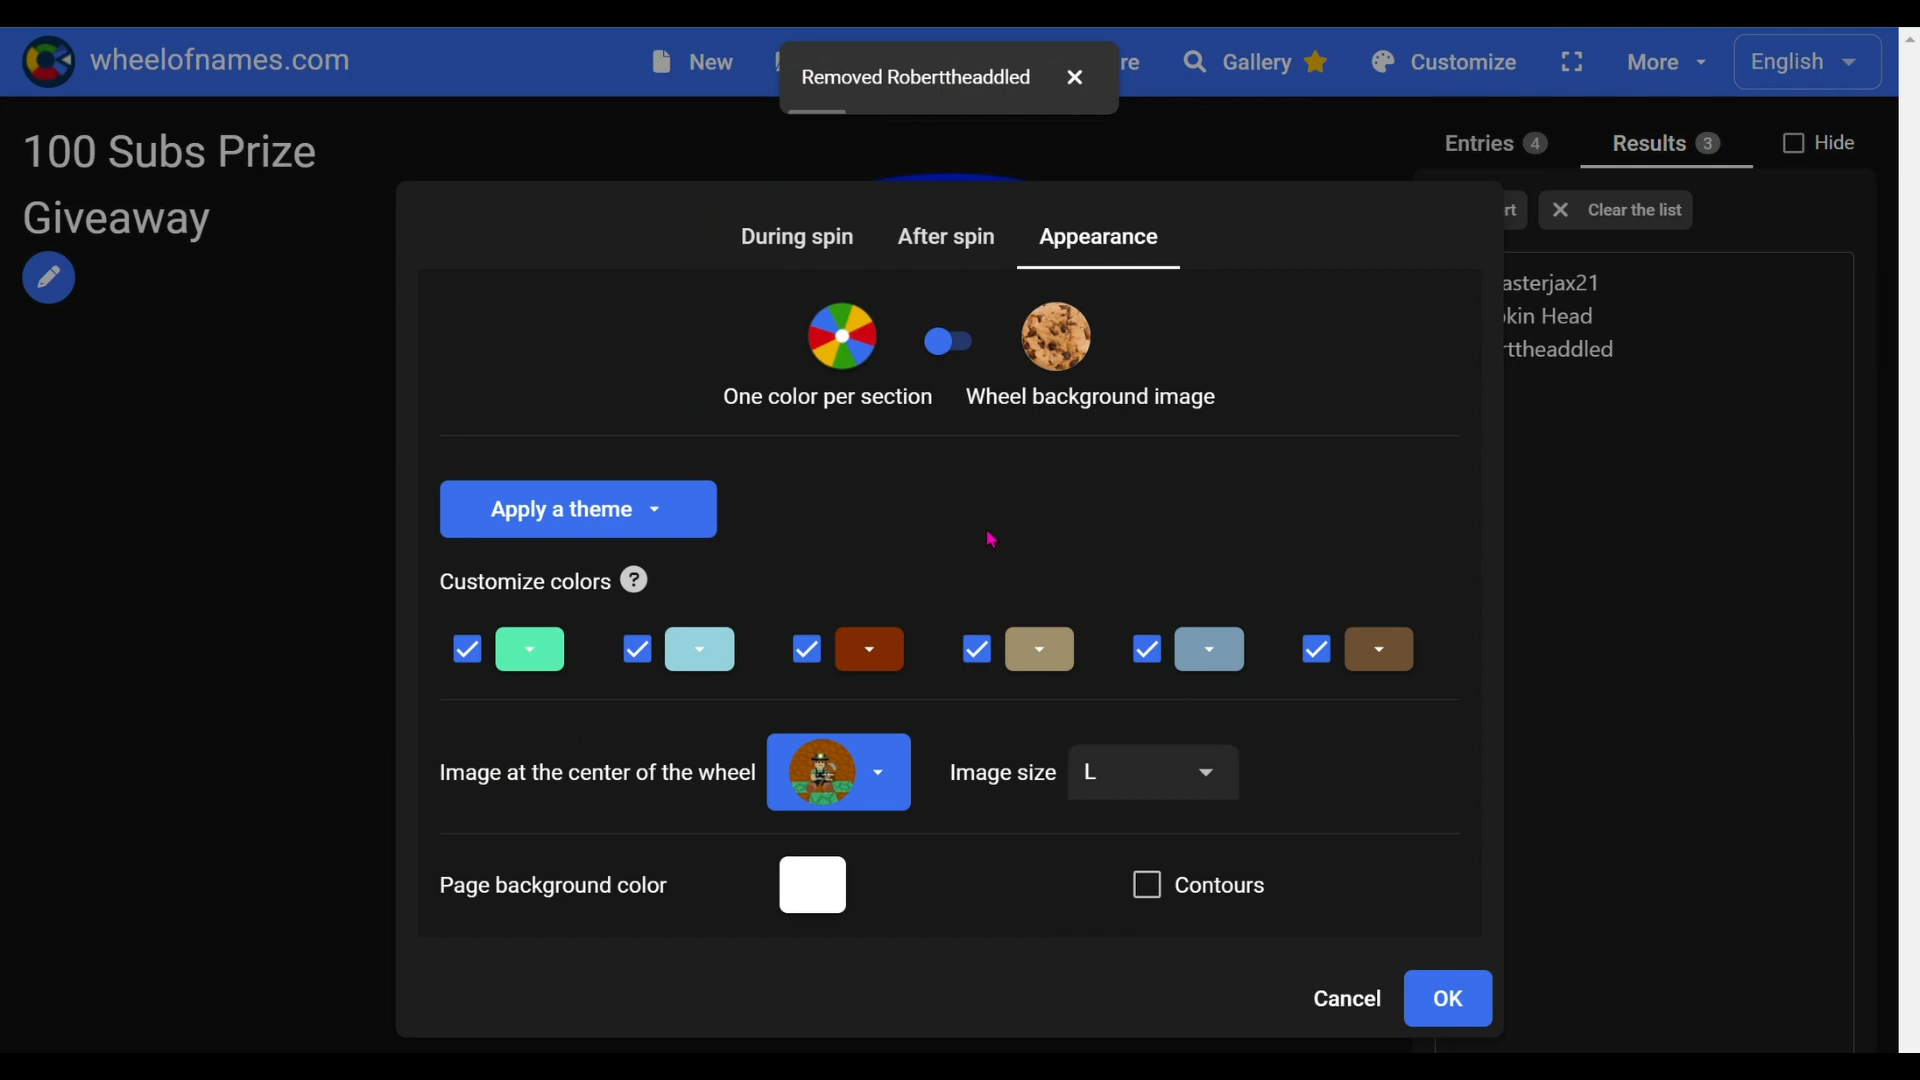 wheelofnames.com
New
re
Gallery
Customize
More
English
Removed Roberttheaddled
100 Subs Prize
Giveaway
Entries 4
Results 3
Hide
rt
Clear the list
During spin
After spin
Appearance
asterjax21
kin Head
rttheaddled
One color per section
Wheel background image
Apply a theme
Customize colors ?
Image at the center of the wheel
Image size L
Page background color
Contours
Cancel
OK